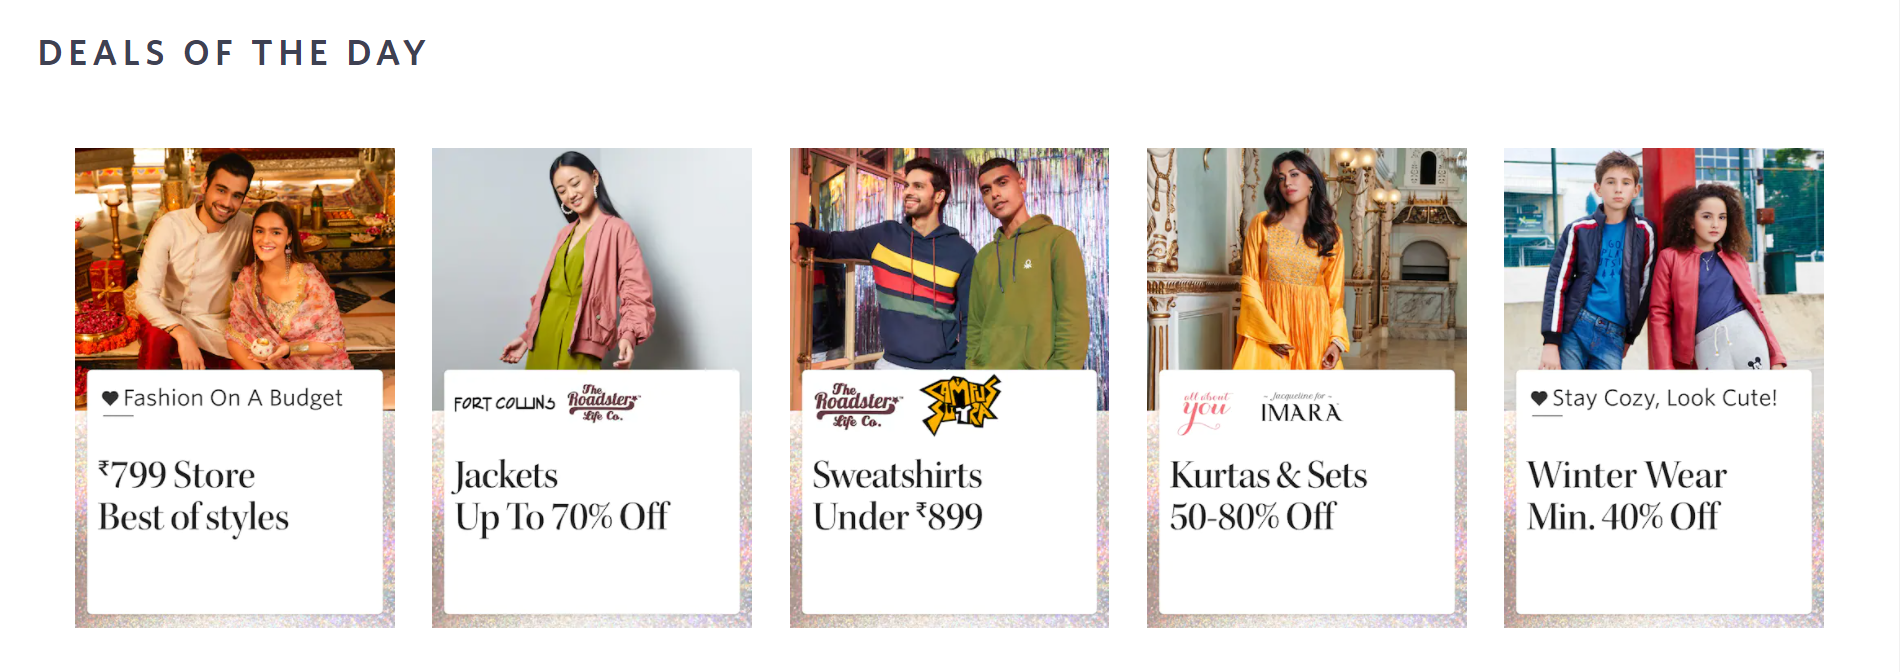 DEALS OF THE DAY
Fashion On A Budget
₹799 Store
Best of styles
FORT COLLINS
The
Roadster
Life Co.
Jackets
Up To 70% Off
The
Roadster
Life Co.
CAMPUS
SUTRA
Sweatshirts
Under ₹899
all about
you
~ Jacqueline for ~
IMARA
Kurtas & Sets
50-80% Off
Stay Cozy, Look Cute!
Winter Wear
Min. 40% Off